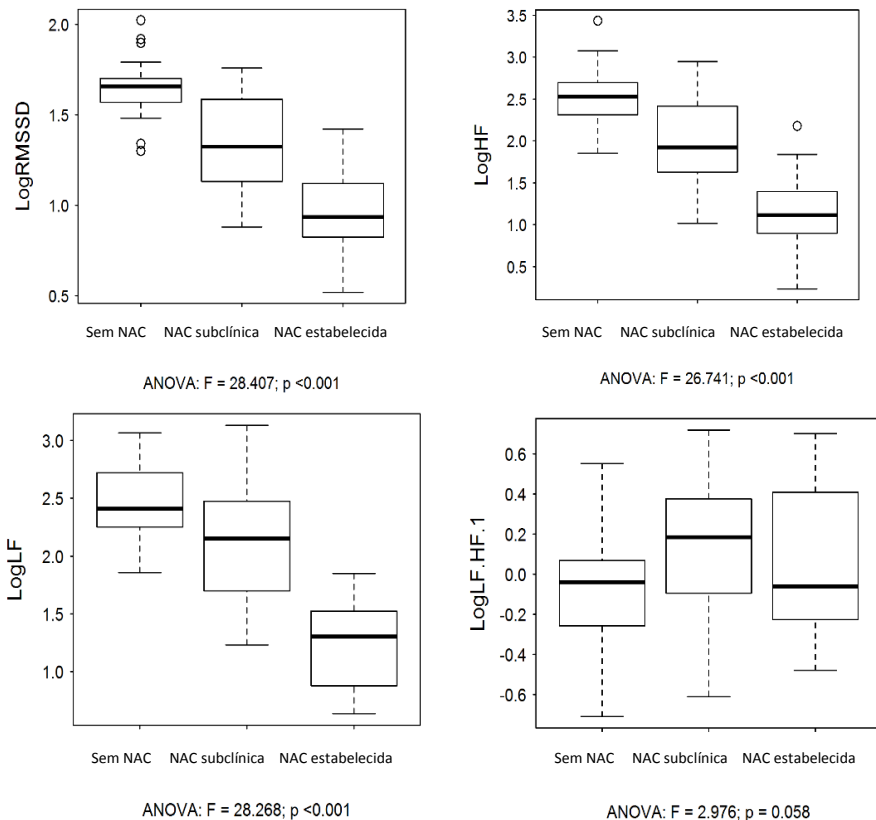 LogRMSSD
2.0
1.5
1.0
0.5
Sem NAC NAC subclínica NAC estabelecida
ANOVA: F = 28.407; p <0.001
LogHF
3.5
3.0
2.5
2.0
1.5
1.0
0.5
Sem NAC NAC subclínica NAC estabelecida
ANOVA: F = 26.741; p <0.001
LogLF
3.0
2.5
2.0
1.5
1.0
Sem NAC NAC subclínica NAC estabelecida
ANOVA: F = 28.268; p <0.001
LogLF.HF.1
0.6
0.4
0.2
0.0
-0.2
-0.4
-0.6
Sem NAC NAC subclínica NAC estabelecida
ANOVA: F = 2.976; p = 0.058